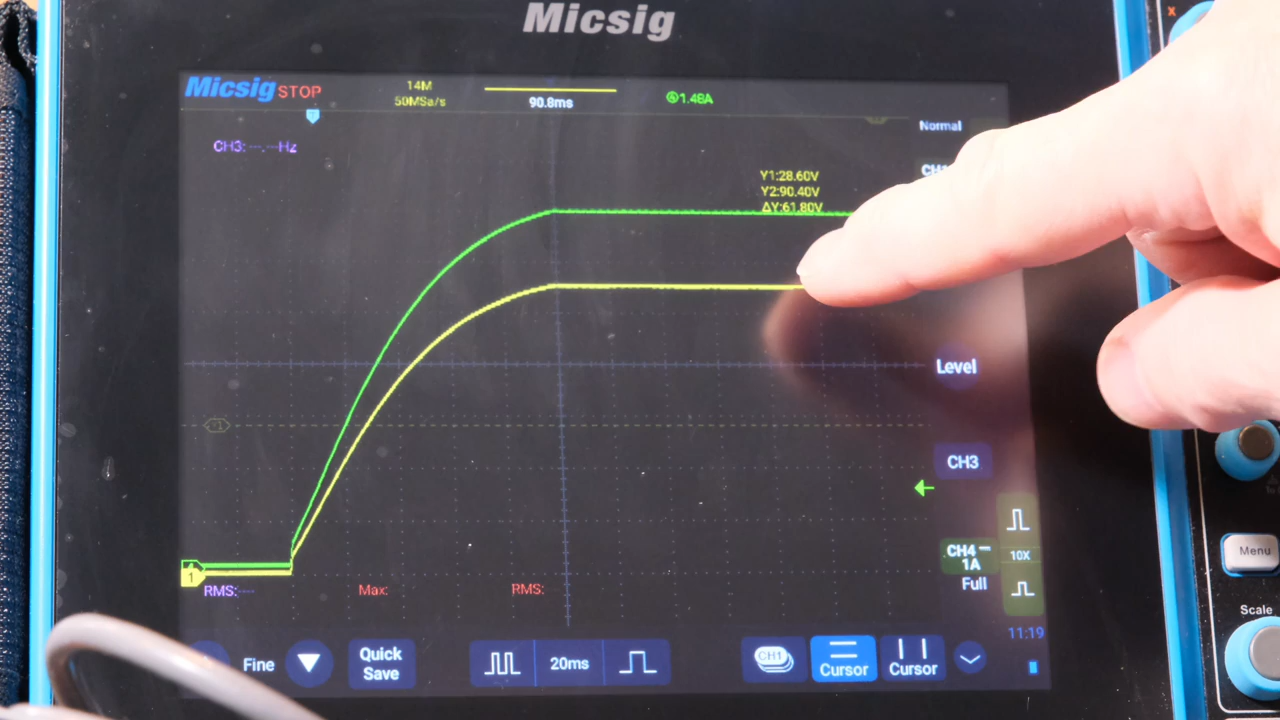 Micsig
Micsig STOP
14M
50MSa/s
90.8ms
1.48A
Normal
CH3: ---.--Hz
Y1:28.60V
Y2:90.40V
ΔY:61.80V
Level
CH3
CH4
1A
Full
10X
1
RMS:---
Max:
RMS:
Menu
Scale
11:19
Fine
Quick
Save
20ms
CH1
Cursor
Cursor